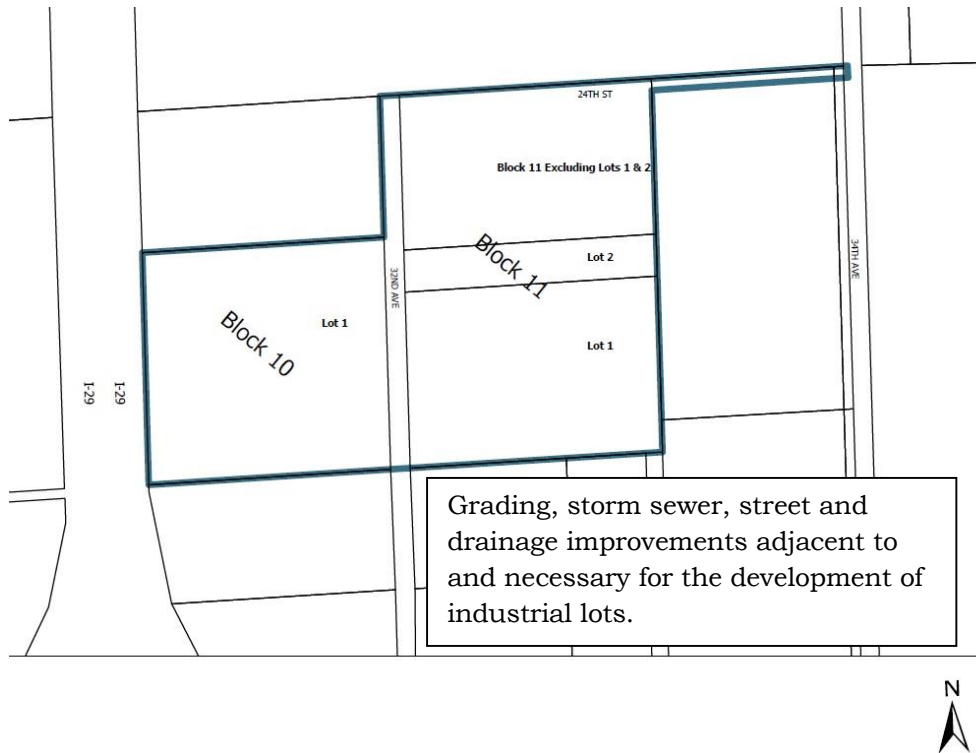 24TH ST
Block 11 Excluding Lots 1 & 2
Block 11
Lot 2
34TH AVE
32ND AVE
Block 10
Lot 1
Lot 1
I-29
I-29
Grading, storm sewer, street and
drainage improvements adjacent to
and necessary for the development of
industrial lots.
N